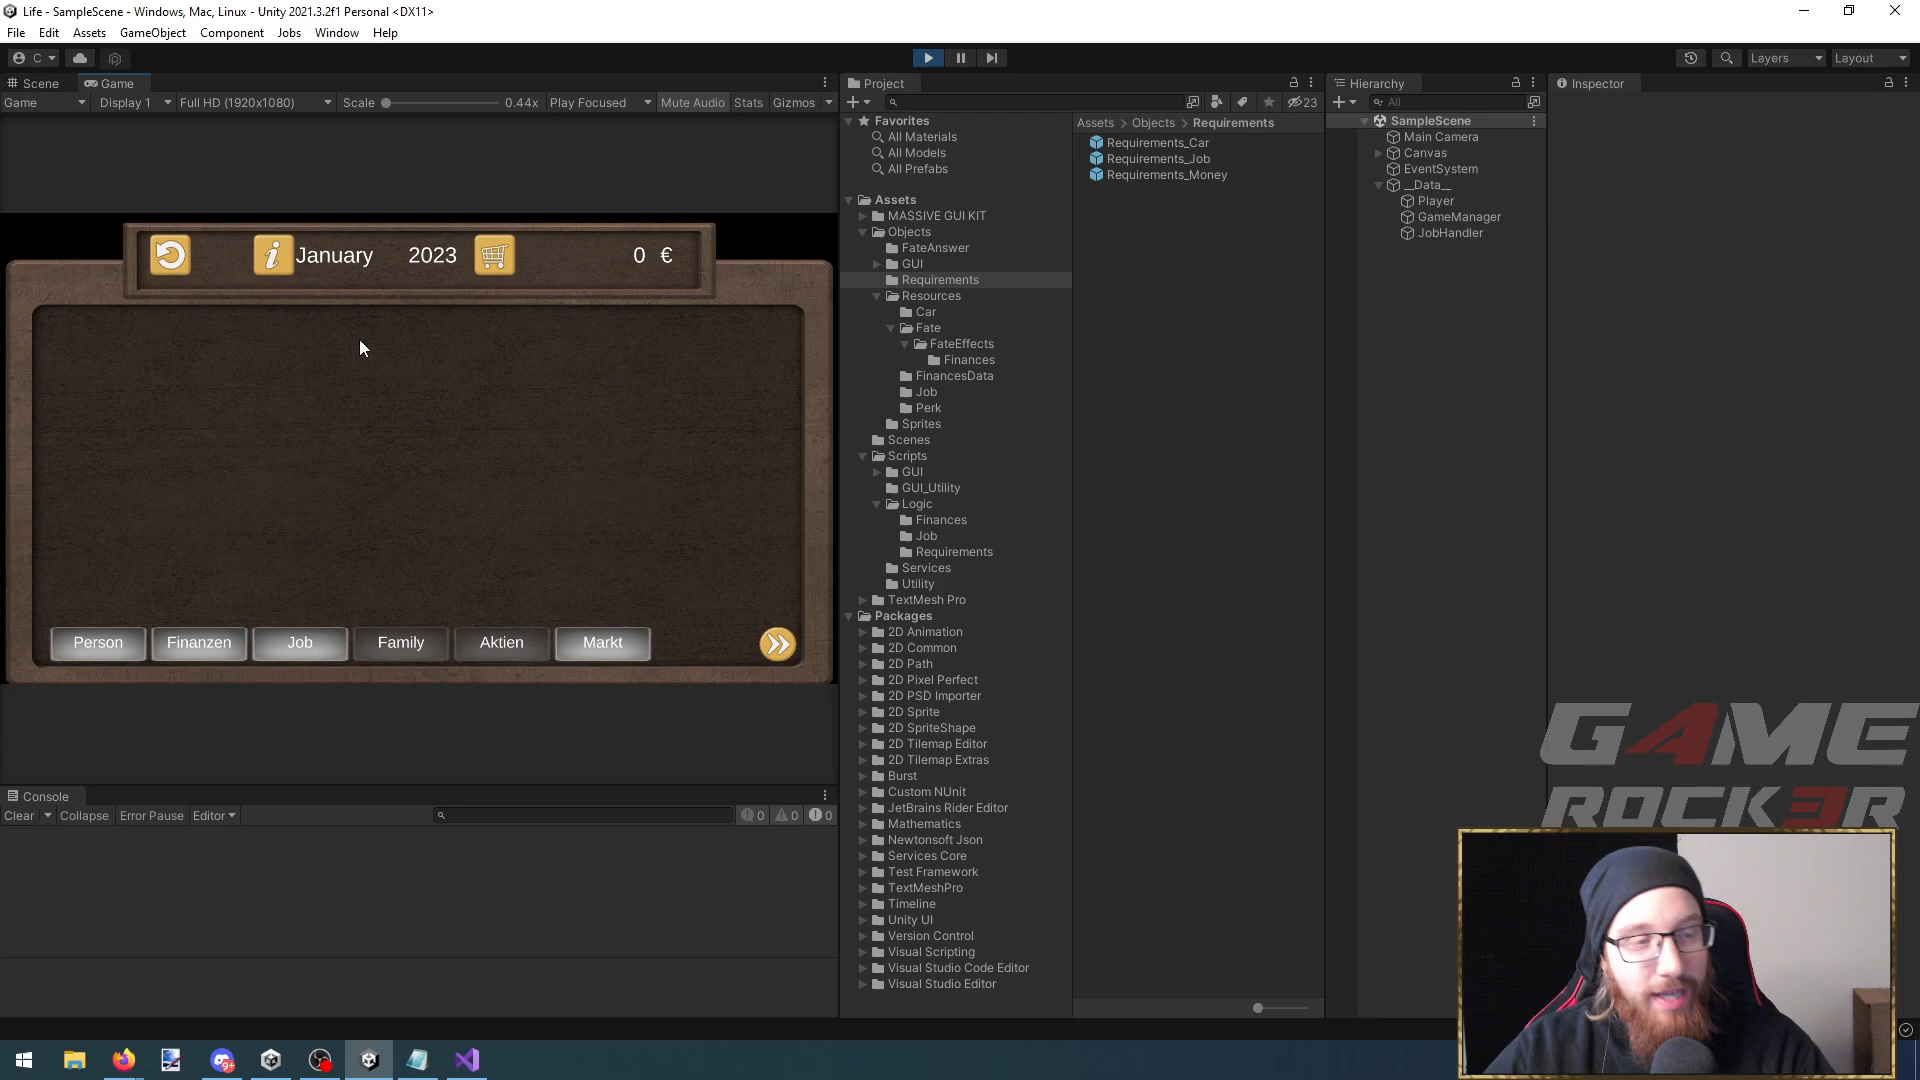 Life - SampleScene - Windows, Mac, Linux - Unity 2021.3.2f1 Personal <DX11>
File Edit Assets GameObject Component Jobs Window Help
C Layers Layout
Scene Game
Game Display 1 Full HD (1920x1080) Scale 0.44x Play Focused Mute Audio Stats Gizmos
January 2023 0 €
Person Finanzen Job Family Aktien Markt
Console
Clear Collapse Error Pause Editor 0 0 0
Project
23
Favorites
All Materials
All Models
All Prefabs
Assets
MASSIVE GUI KIT
Objects
FateAnswer
GUI
Requirements
Resources
Car
Fate
FateEffects
Finances
FinancesData
Job
Perk
Sprites
Scenes
Scripts
GUI
GUI_Utility
Logic
Finances
Job
Requirements
Services
Utility
TextMesh Pro
Packages
2D Animation
2D Common
2D Path
2D Pixel Perfect
2D PSD Importer
2D Sprite
2D SpriteShape
2D Tilemap Editor
2D Tilemap Extras
Burst
Custom NUnit
JetBrains Rider Editor
Mathematics
Newtonsoft Json
Services Core
Test Framework
TextMeshPro
Timeline
Unity UI
Version Control
Visual Scripting
Visual Studio Code Editor
Visual Studio Editor
Assets > Objects > Requirements
Requirements_Car
Requirements_Job
Requirements_Money
Hierarchy
All
SampleScene
Main Camera
Canvas
EventSystem
__Data__
Player
GameManager
JobHandler
Inspector
G4ME
ROCK3R
9+